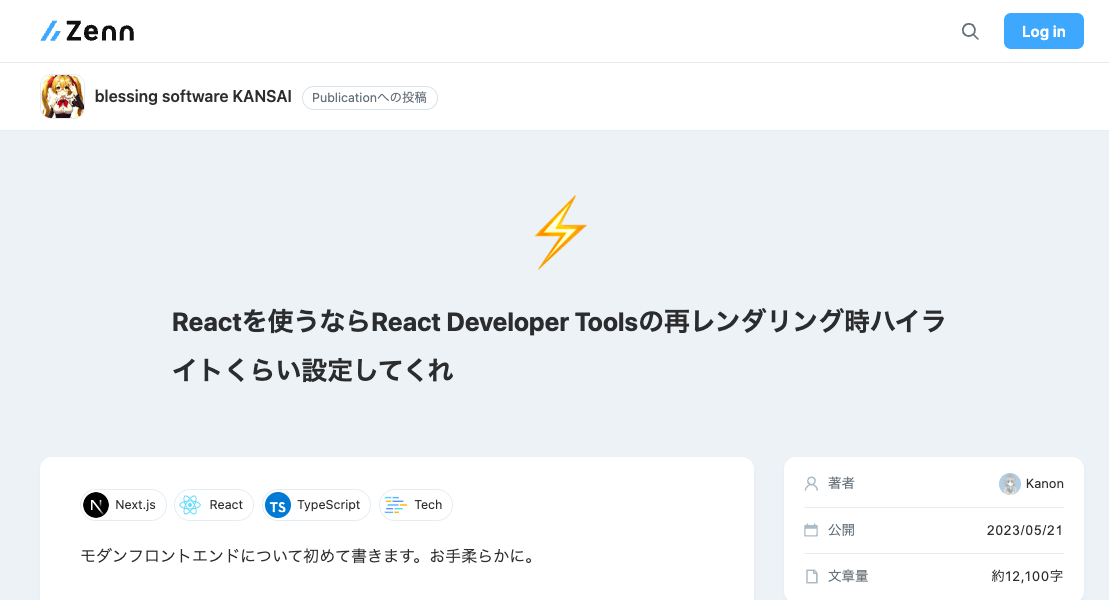 Zenn
Log in
blessing software KANSAI
Publicationへの投稿
Reactを使うならReact Developer Toolsの再レンダリング時ハイラ
イトくらい設定してくれ
Next.js
React
TS TypeScript
Tech
モダンフロントエンドについて初めて書きます。お手柔らかに。
著者
Kanon
公開
2023/05/21
文章量
約12,100字